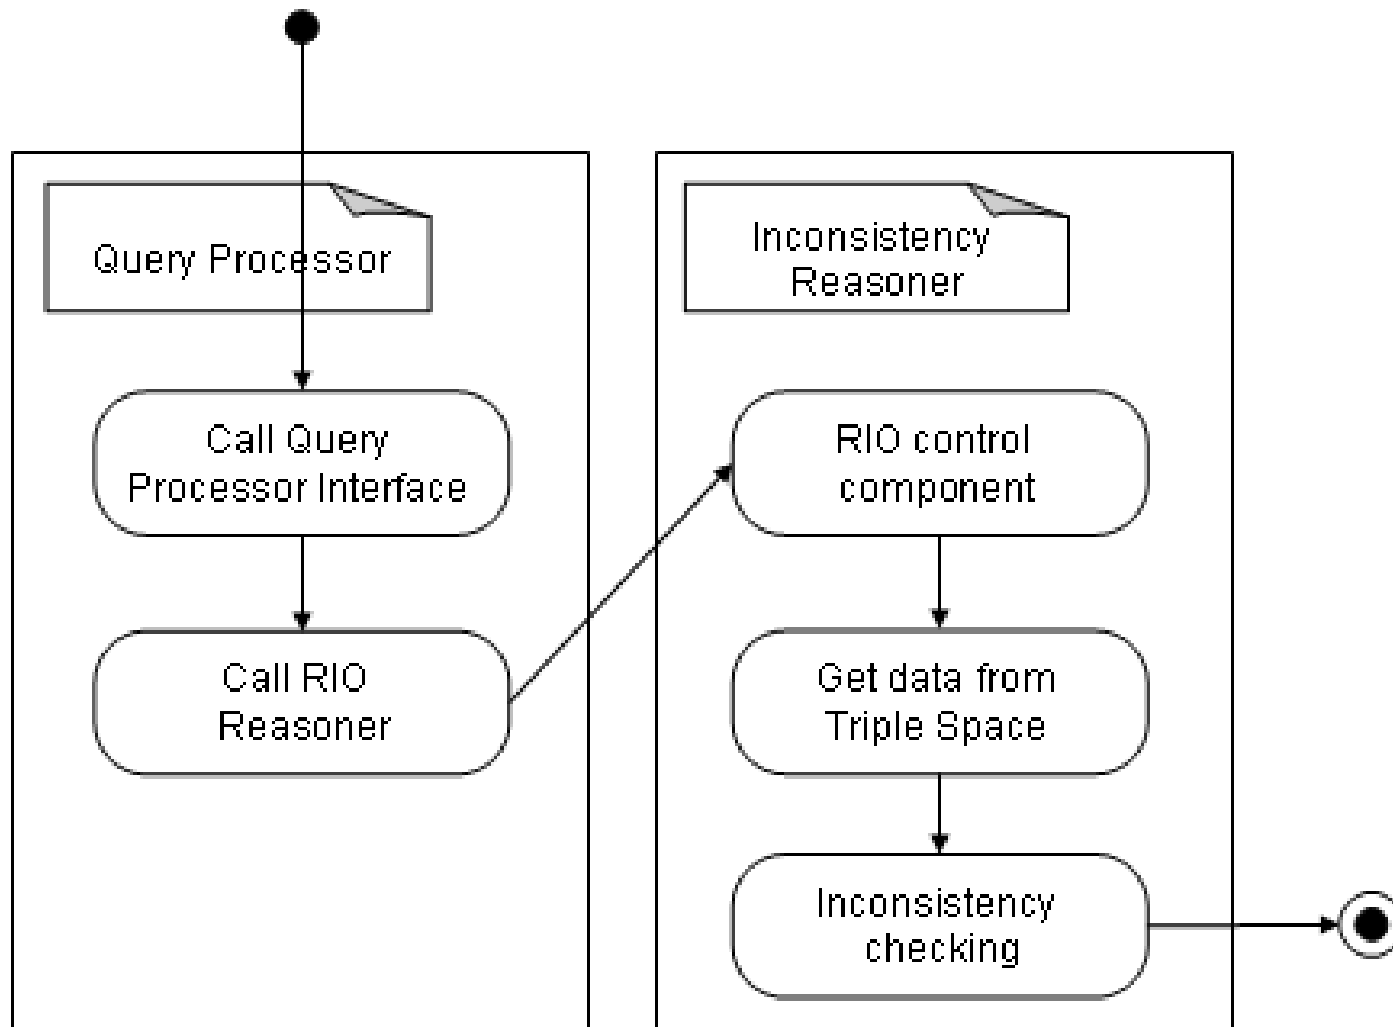 Query Processor
Call Query
Processor Interface
Call RIO
Reasoner
Inconsistency
Reasoner
RIO control
component
Get data from
Triple Space
Inconsistency
checking